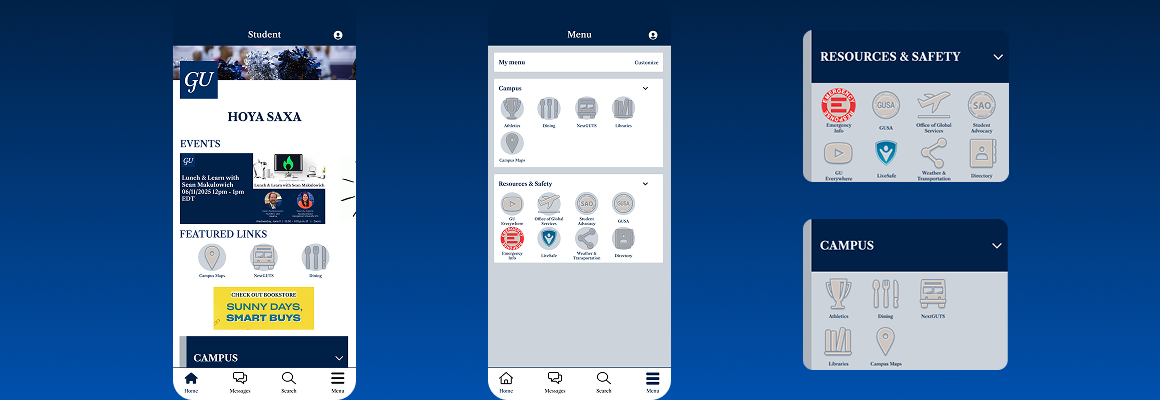 Student
GU
HOYA SAXA
EVENTS
GU
Lunch & Learn with
Sean Makulowich
06/11/2025 12pm - 1pm
EDT
Lunch & Learn with Sean Makulowich
FEATURED LINKS
Campus Maps
NextGUTS
Dining
CHECK OUT BOOKSTORE
SUNNY DAYS,
SMART BUYS
CAMPUS
Home
Messages
Search
Menu
Menu
My menu
Customize
Campus
Athletics
Dining
NextGUTS
Libraries
Campus Maps
Resources & Safety
GU
Everywhere
Office of Global
Services
SAO
Student
Advocacy
GUSA
GUSA
Emergency
Info
LiveSafe
Weather &
Transportation
Directory
Home
Messages
Search
Menu
RESOURCES & SAFETY
EMERGENCY
RESPONSE
Emergency
Info
GUSA
GUSA
Office of Global
Services
SAO
Student
Advocacy
GU
Everywhere
LiveSafe
Weather &
Transportation
Directory
CAMPUS
Athletics
Dining
NextGUTS
Libraries
Campus Maps